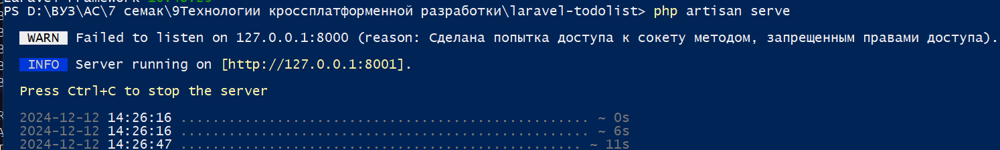 PS D:\ВУЗ\АС\7 семак\9Технологии кроссплатформенной разработки\laravel-todolist> php artisan serve
WARN Failed to listen on 127.0.0.1:8000 (reason: Сделана попытка доступа к сокету методом, запрещенным правами доступа).
INFO Server running on [http://127.0.0.1:8001].
Press Ctrl+C to stop the server
2024-12-12 14:26:16 ................................................... ~ 0s
2024-12-12 14:26:16 ................................................... ~ 6s
2024-12-12 14:26:47 .................................................. ~ 11s